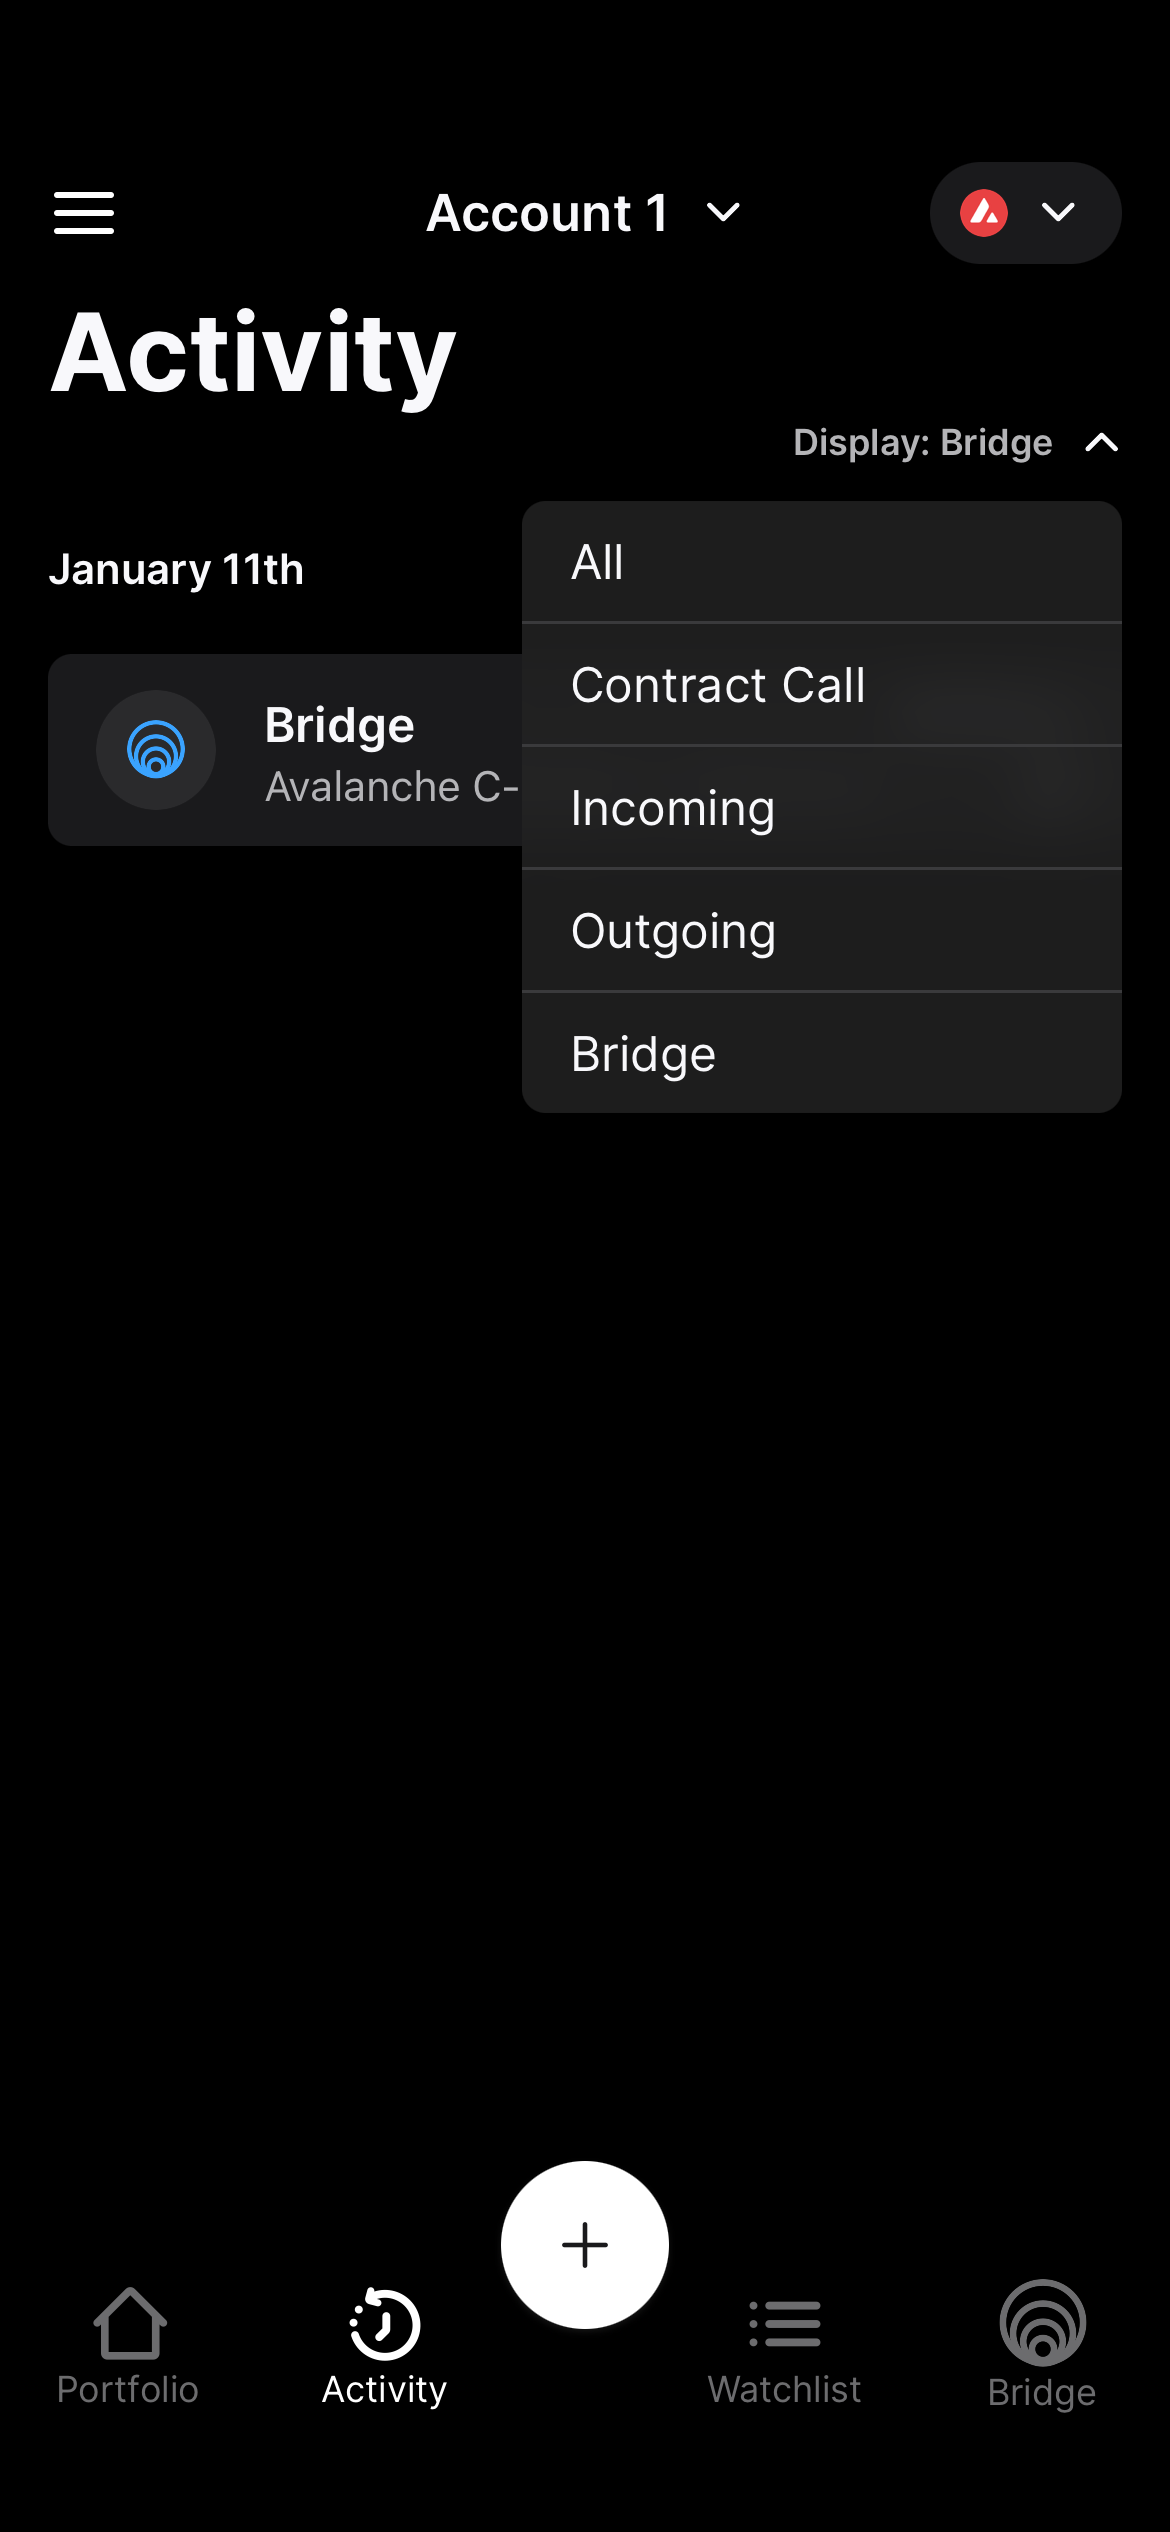 Account 1
Activity
Display: Bridge
All
January 11th
Contract Call
Bridge
Avalanche C-
Incoming
Outgoing
Bridge
Portfolio
Activity
Watchlist
Bridge